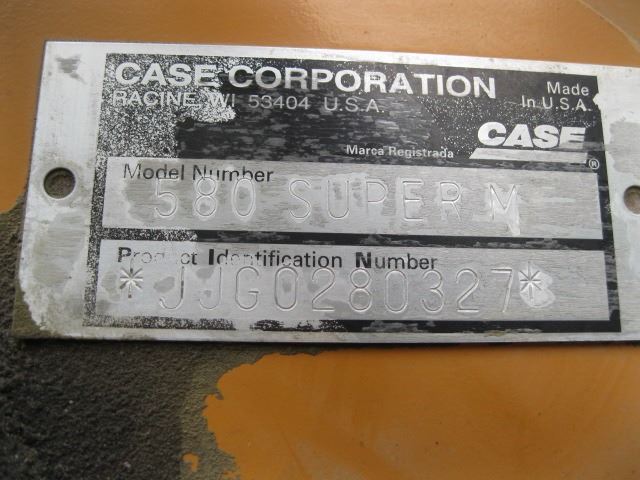 CASE CORPORATION
RACINE, WI 53404 U.S.A.
Made
In U.S.A.
CASE
®
Marca Registrada
Model Number
580 SUPER M
Product Identification Number
*JJG0280327*